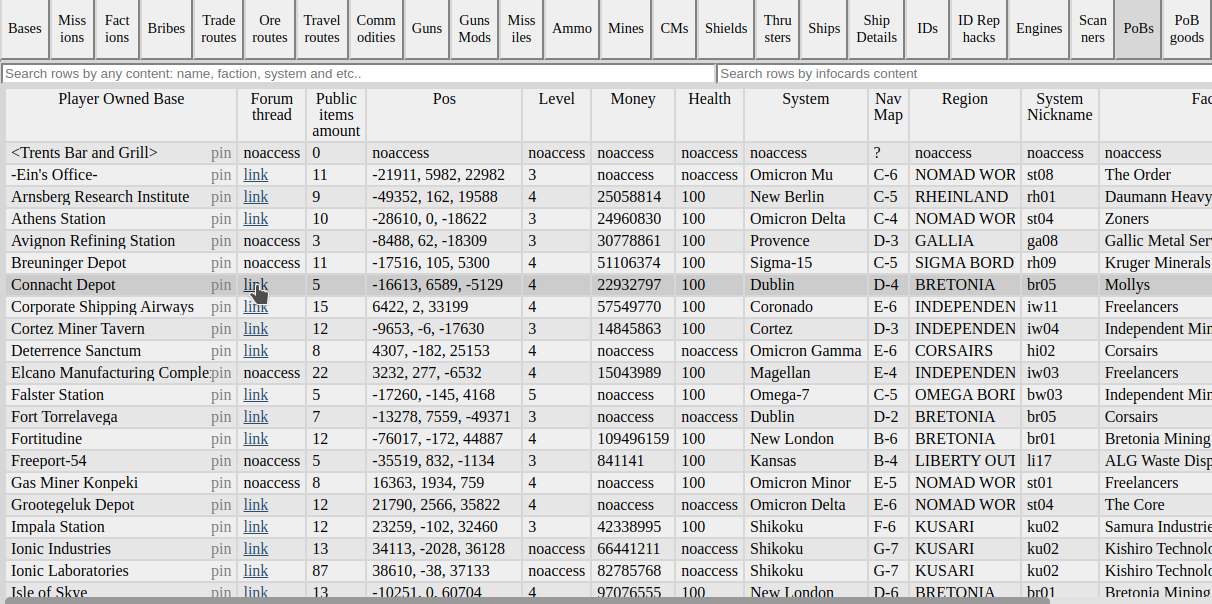 Bases Miss ions Fact ions Bribes Trade routes Ore routes Travel routes Comm odities Guns Guns Mods Miss iles Ammo Mines CMs Shields Thru sters Ships Ship Details IDs ID Rep hacks Engines Scan ners PoBs PoB goods
Search rows by any content: name, faction, system and etc.. Search rows by infocards content
Player Owned Base Forum thread Public items amount Pos Level Money Health System Nav Map Region System Nickname Fac
<Trents Bar and Grill> pin noaccess 0 noaccess noaccess noaccess noaccess noaccess ? noaccess noaccess noaccess
-Ein's Office- pin link 11 -21911, 5982, 22982 3 noaccess noaccess Omicron Mu C-6 NOMAD WOR st08 The Order
Arnsberg Research Institute pin link 9 -49352, 162, 19588 4 25058814 100 New Berlin C-5 RHEINLAND rh01 Daumann Heavy
Athens Station pin link 10 -28610, 0, -18622 3 24960830 100 Omicron Delta C-4 NOMAD WOR st04 Zoners
Avignon Refining Station pin noaccess 3 -8488, 62, -18309 3 30778861 100 Provence D-3 GALLIA ga08 Gallic Metal Ser
Breuninger Depot pin noaccess 11 -17516, 105, 5300 4 51106374 100 Sigma-15 C-5 SIGMA BORD rh09 Kruger Minerals
Connacht Depot pin link 5 -16613, 6589, -5129 4 22932797 100 Dublin D-4 BRETONIA br05 Mollys
Corporate Shipping Airways pin link 15 6422, 2, 33199 4 57549770 100 Coronado E-6 INDEPENDEN iw11 Freelancers
Cortez Miner Tavern pin link 12 -9653, -6, -17630 3 14845863 100 Cortez D-3 INDEPENDEN iw04 Independent Min
Deterrence Sanctum pin link 8 4307, -182, 25153 4 noaccess noaccess Omicron Gamma E-6 CORSAIRS hi02 Corsairs
Elcano Manufacturing Comple pin noaccess 22 3232, 277, -6532 4 15043989 100 Magellan E-4 INDEPENDEN iw03 Freelancers
Falster Station pin link 5 -17260, -145, 4168 5 noaccess 100 Omega-7 C-5 OMEGA BORD bw03 Independent Min
Fort Torrelavega pin link 7 -13278, 7559, -49371 3 noaccess noaccess Dublin D-2 BRETONIA br05 Corsairs
Fortitudine pin link 12 -76017, -172, 44887 4 109496159 100 New London B-6 BRETONIA br01 Bretonia Mining
Freeport-54 pin noaccess 5 -35519, 832, -1134 3 841141 100 Kansas B-4 LIBERTY OUT li17 ALG Waste Disp
Gas Miner Konpeki pin noaccess 8 16363, 1934, 759 4 noaccess 100 Omicron Minor E-5 NOMAD WOR st01 Freelancers
Grootegeluk Depot pin link 12 21790, 2566, 35822 4 noaccess noaccess Omicron Delta E-6 NOMAD WOR st04 The Core
Impala Station pin link 12 23259, -102, 32460 3 42338995 100 Shikoku F-6 KUSARI ku02 Samura Industrie
Ionic Industries pin link 13 34113, -2028, 36128 noaccess 66441211 noaccess Shikoku G-7 KUSARI ku02 Kishiro Technolo
Ionic Laboratories pin link 87 38610, -38, 37133 noaccess 82785768 noaccess Shikoku G-7 KUSARI ku02 Kishiro Technolo
Isle of Skye pin link 13 -10251, 0, 60704 4 97076555 100 New London D-6 BRETONIA br01 Bretonia Mining